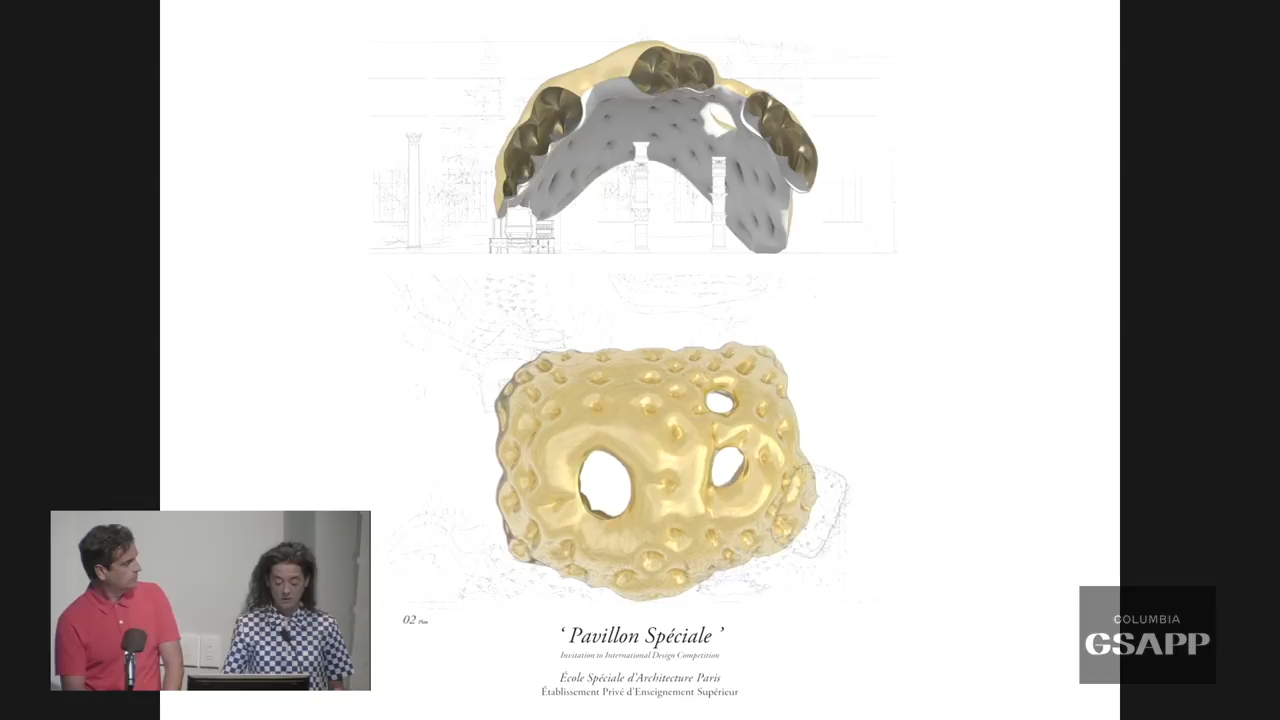 02 Plan
‘ Pavillon Spéciale ’
Invitation to International Design Competition
École Spéciale d'Architecture Paris
Établissement Privé d'Enseignement Supérieur
COLUMBIA
GSAPP